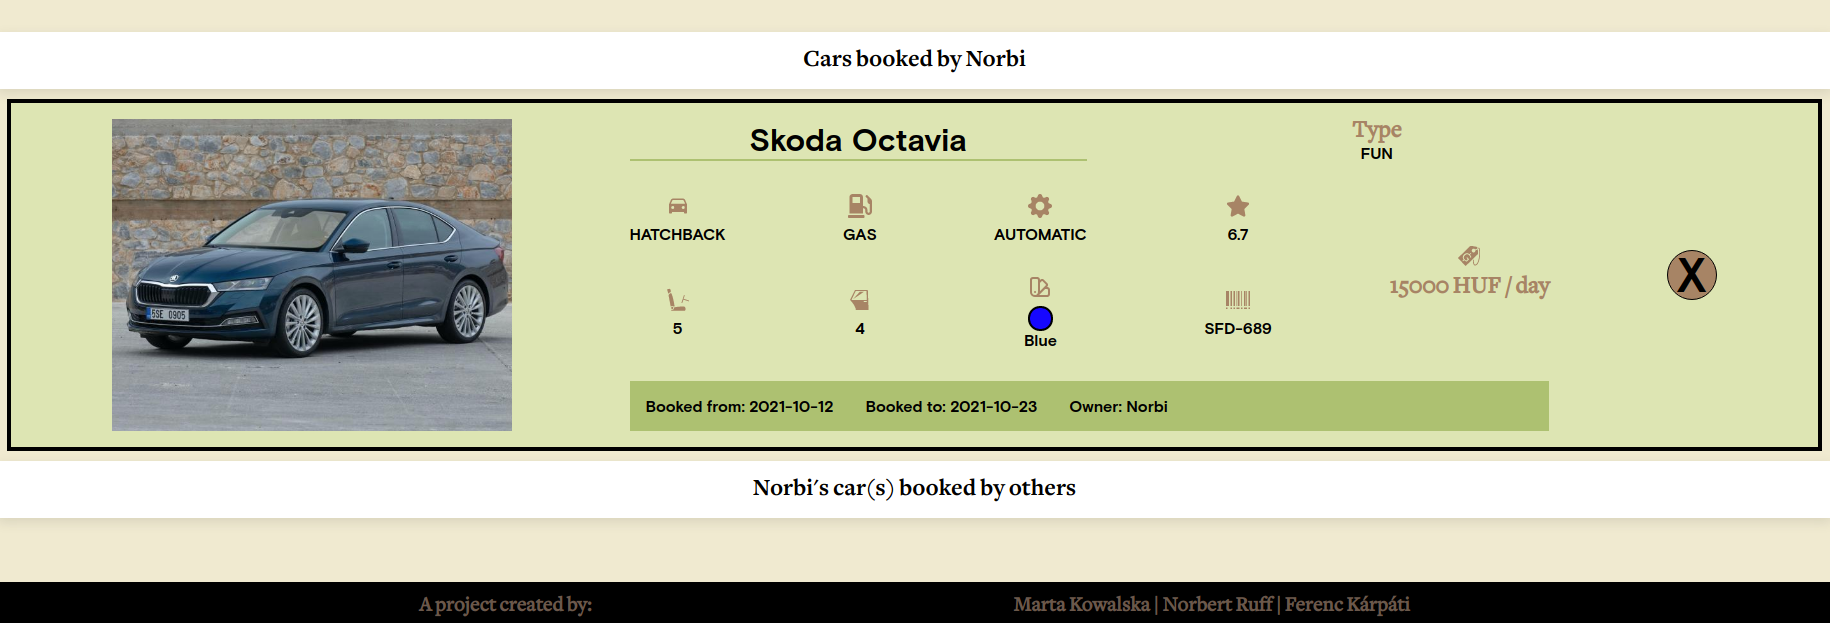 Cars booked by Norbi
Skoda Octavia
Type
FUN
HATCHBACK
GAS
AUTOMATIC
6.7
15000 HUF / day
X
5
4
Blue
SFD-689
5SE 0905
Booked from: 2021-10-12
Booked to: 2021-10-23
Owner: Norbi
Norbi's car(s) booked by others
A project created by:
Marta Kowalska | Norbert Ruff | Ferenc Kárpáti